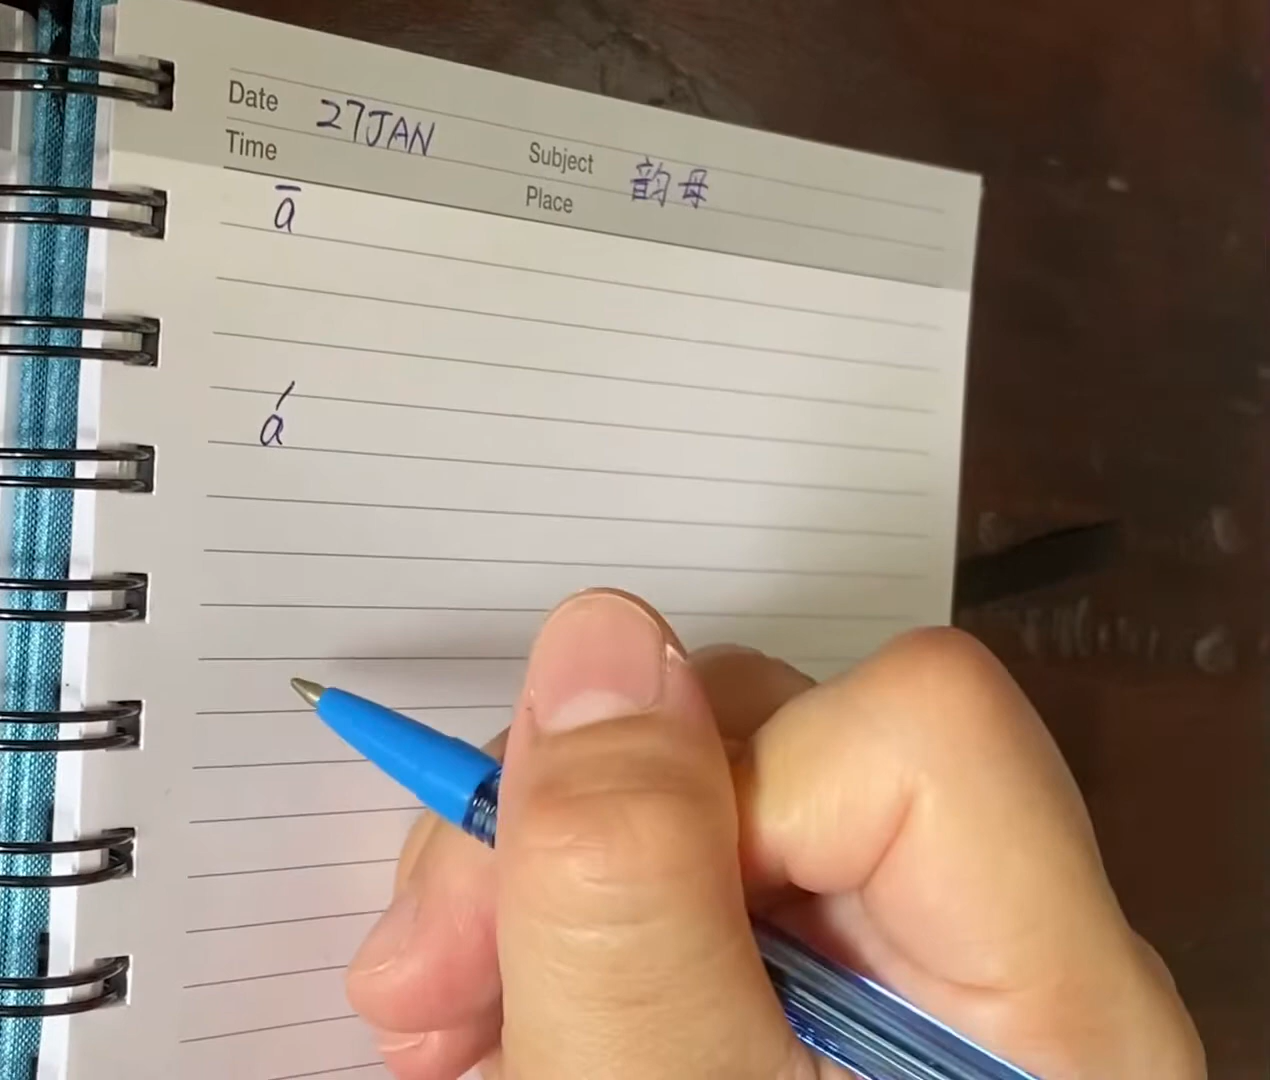 Date 27JAN
Time Subject 韵母
Place
ā
á